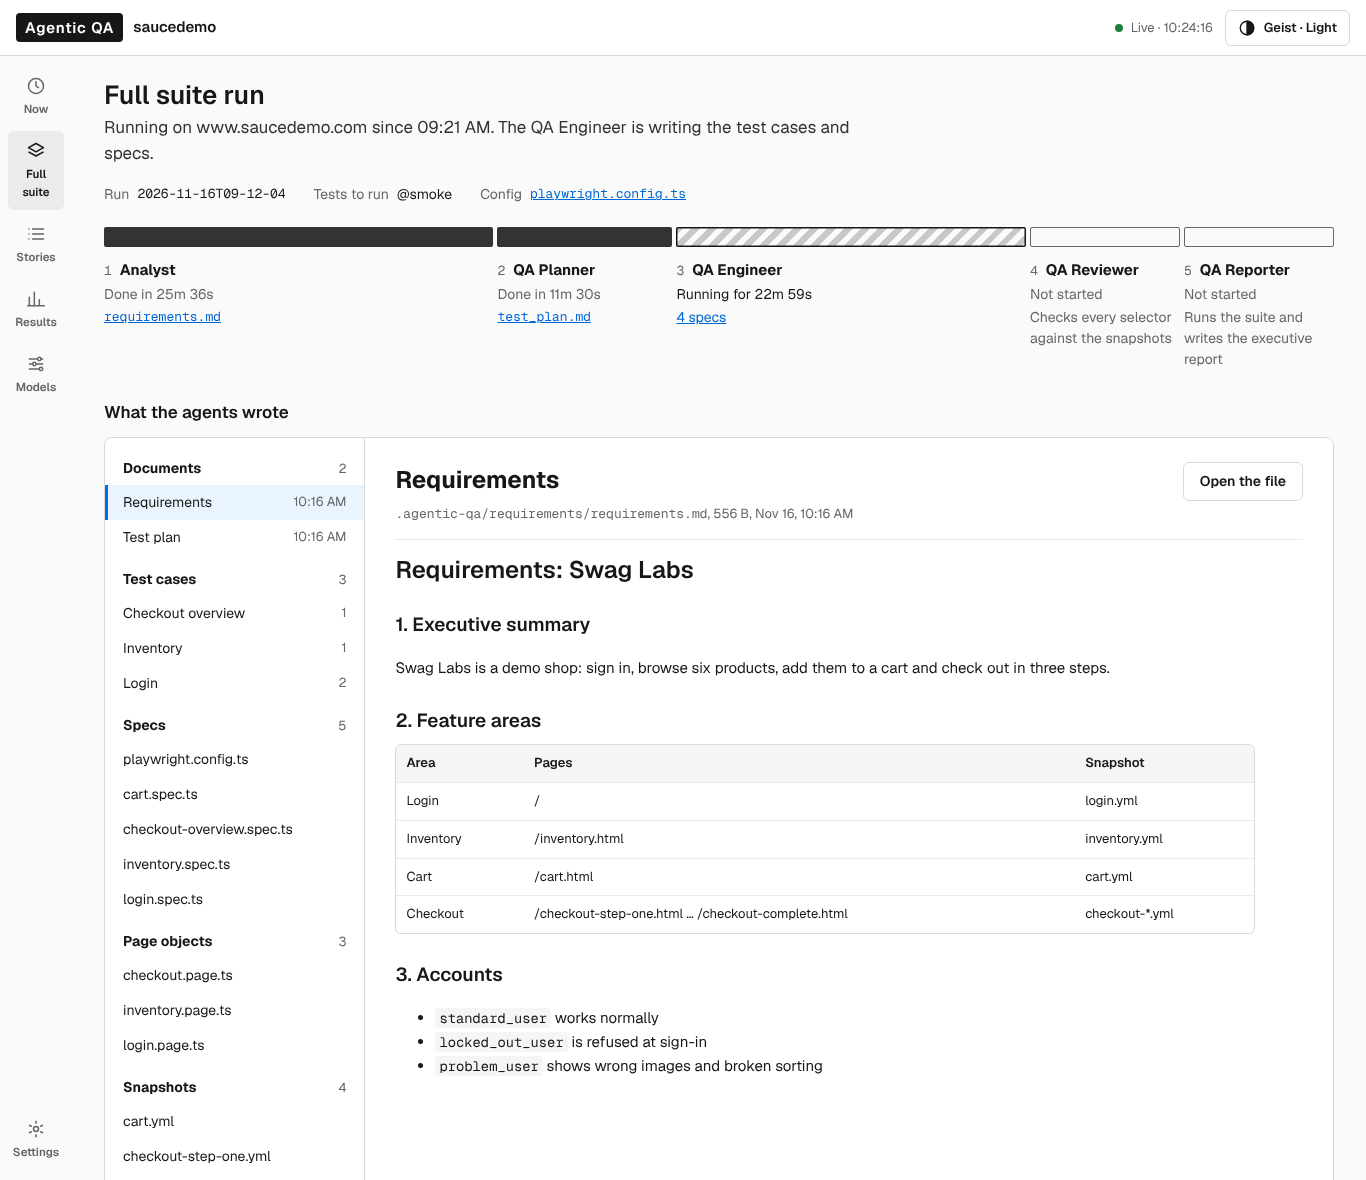 Agentic QA
saucedemo
Live · 10:24:16
Geist · Light
Now
Full
suite
Stories
Results
Models
Settings
Full suite run
Running on www.saucedemo.com since 09:21 AM. The QA Engineer is writing the test cases and
specs.
Run 2026-11-16T09-12-04 Tests to run @smoke Config playwright.config.ts
1 Analyst
Done in 25m 36s
requirements.md
2 QA Planner
Done in 11m 30s
test_plan.md
3 QA Engineer
Running for 22m 59s
4 specs
4 QA Reviewer
Not started
Checks every selector
against the snapshots
5 QA Reporter
Not started
Runs the suite and
writes the executive
report
What the agents wrote
Documents 2
Requirements 10:16 AM
Test plan 10:16 AM
Test cases 3
Checkout overview 1
Inventory 1
Login 2
Specs 5
playwright.config.ts
cart.spec.ts
checkout-overview.spec.ts
inventory.spec.ts
login.spec.ts
Page objects 3
checkout.page.ts
inventory.page.ts
login.page.ts
Snapshots 4
cart.yml
checkout-step-one.yml
Requirements
Open the file
.agentic-qa/requirements/requirements.md, 556 B, Nov 16, 10:16 AM
Requirements: Swag Labs
1. Executive summary
Swag Labs is a demo shop: sign in, browse six products, add them to a cart and check out in three steps.
2. Feature areas
Area Pages Snapshot
Login / login.yml
Inventory /inventory.html inventory.yml
Cart /cart.html cart.yml
Checkout /checkout-step-one.html … /checkout-complete.html checkout-*.yml
3. Accounts
• standard_user works normally
• locked_out_user is refused at sign-in
• problem_user shows wrong images and broken sorting